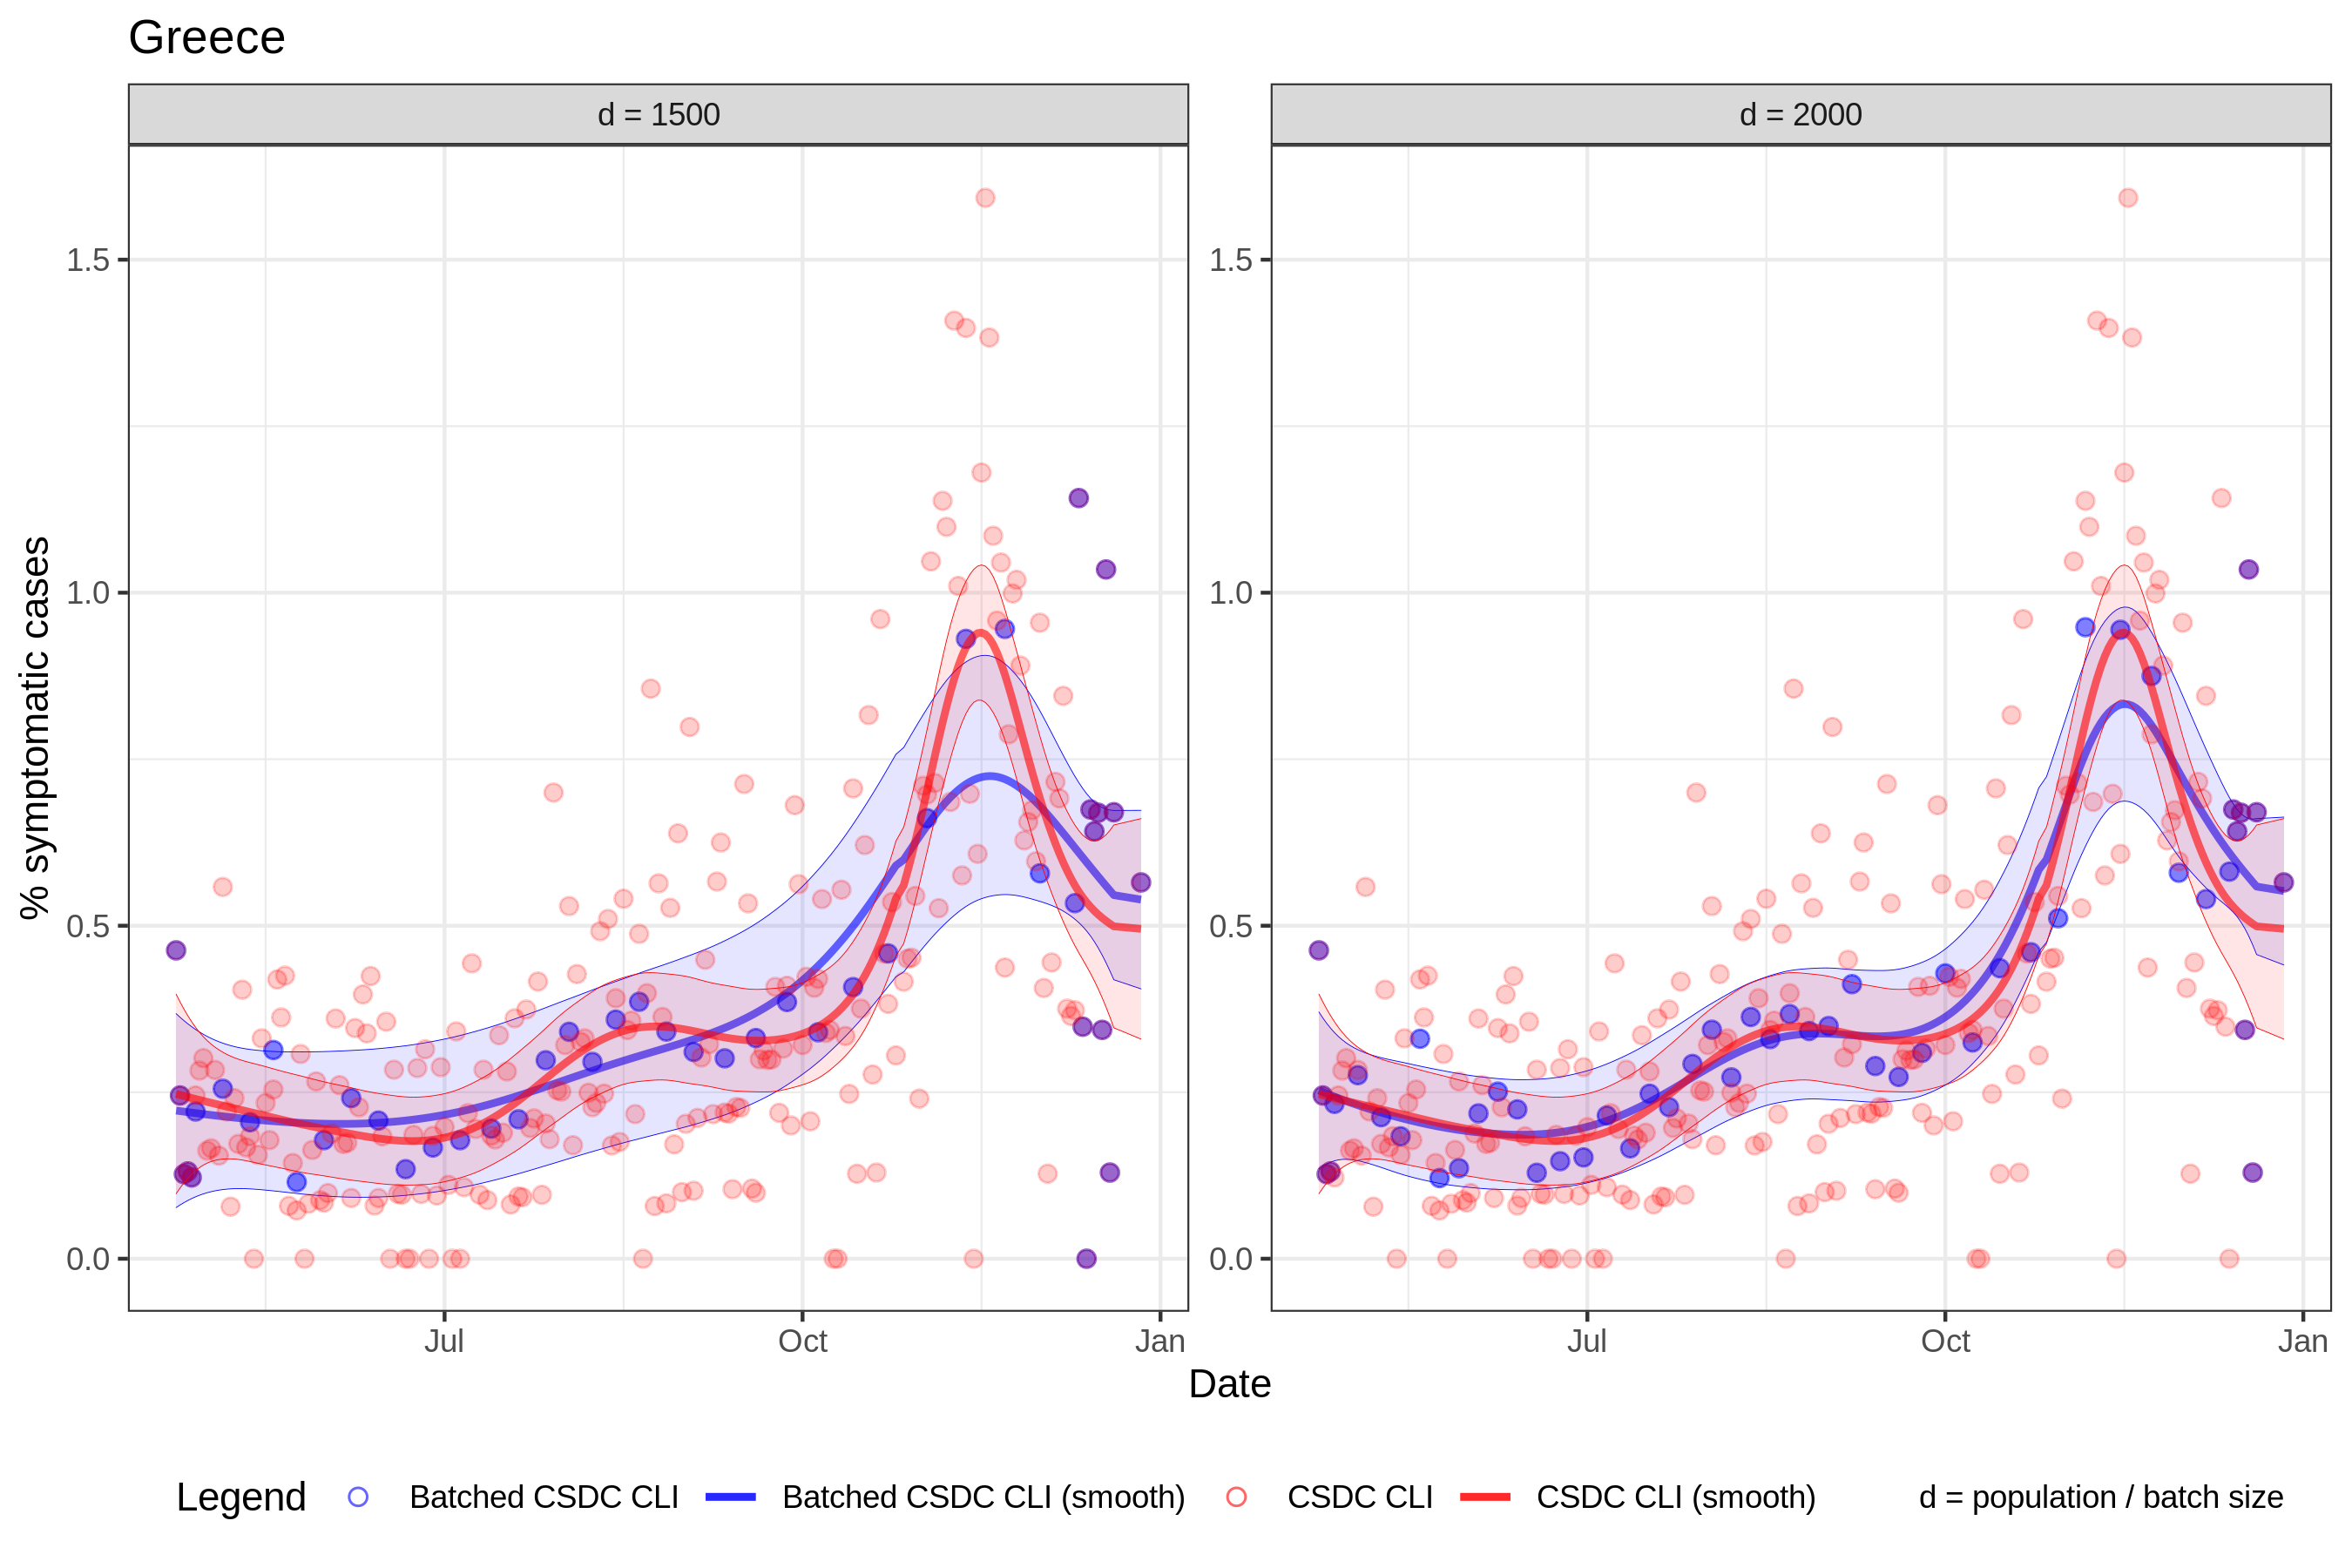 Greece
d = 1500
d = 2000
% symptomatic cases
1.5
1.0
0.5
0.0
1.5
1.0
0.5
0.0
Jul
Oct
Jan
Jul
Oct
Jan
Date
Legend
Batched CSDC CLI
Batched CSDC CLI (smooth)
CSDC CLI
CSDC CLI (smooth)
d = population / batch size